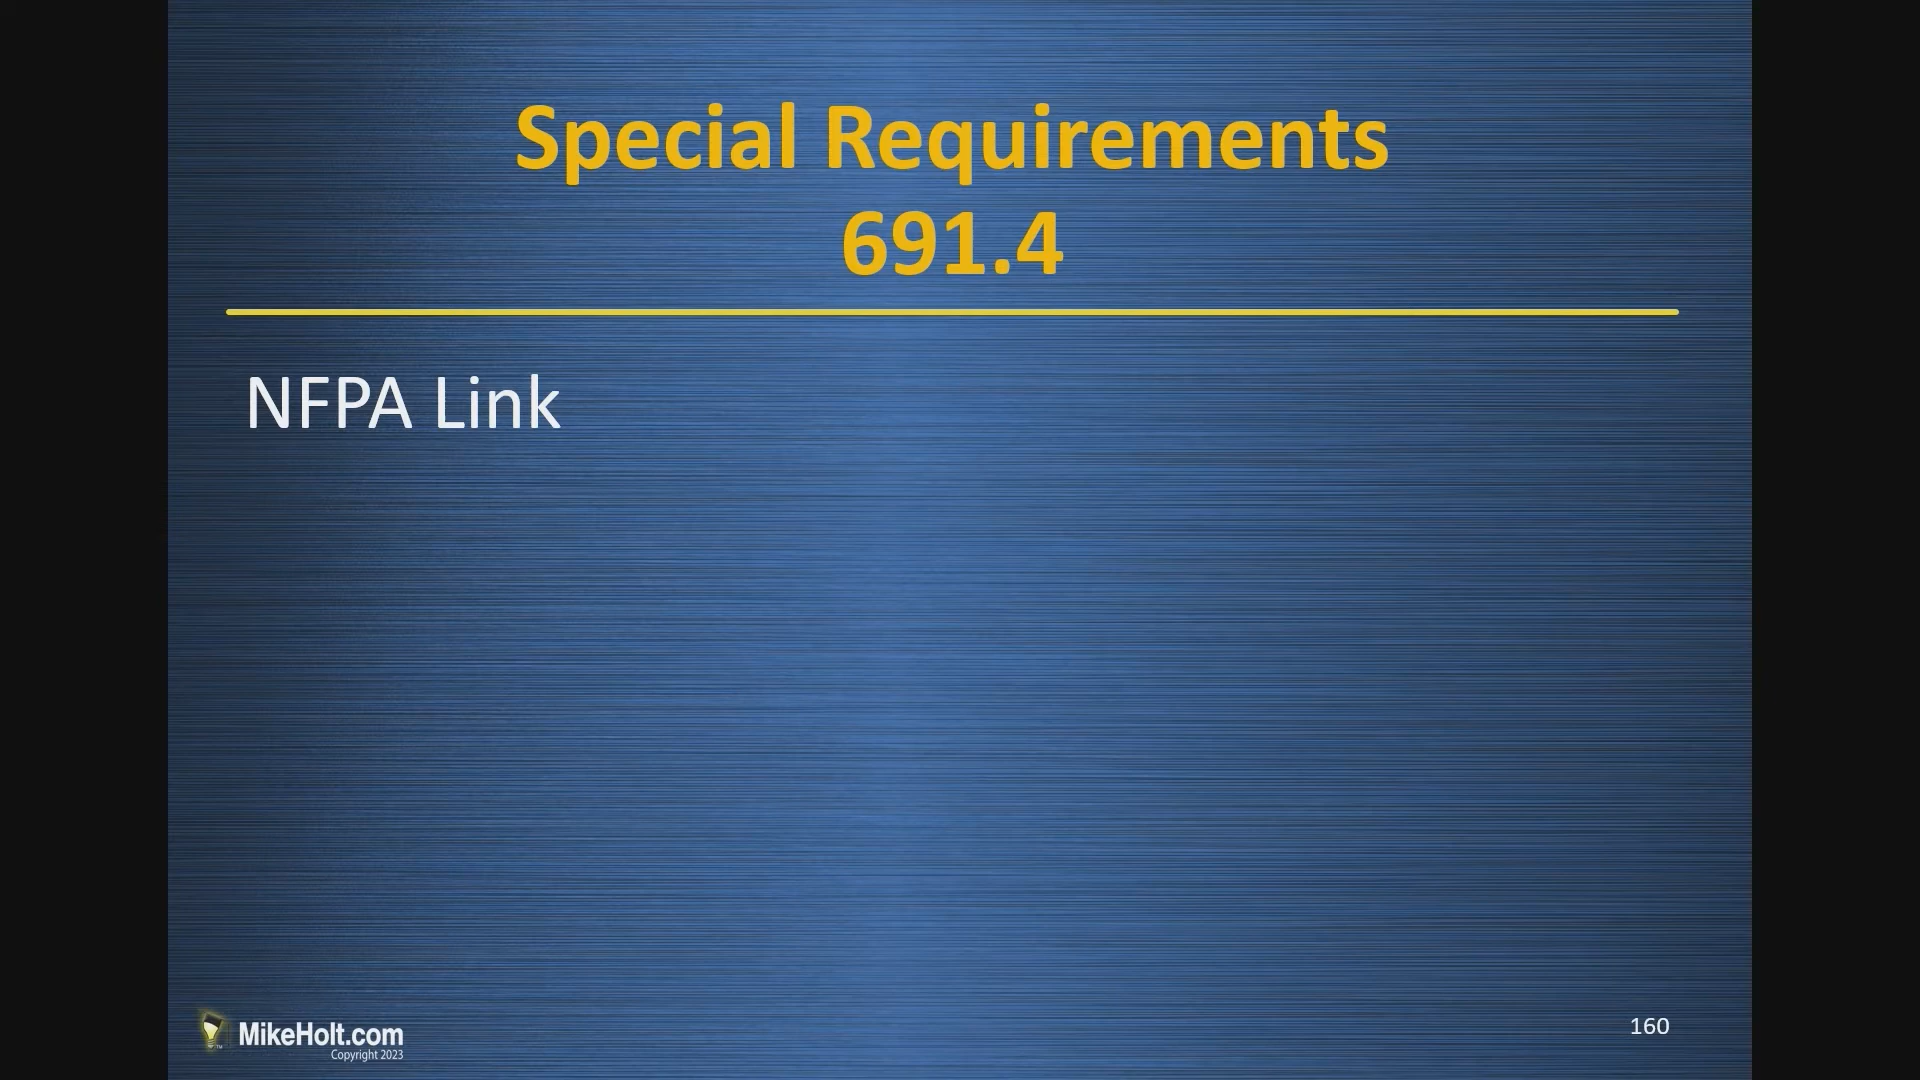 Special Requirements
691.4
NFPA Link
MikeHolt.com
Copyright 2023
160